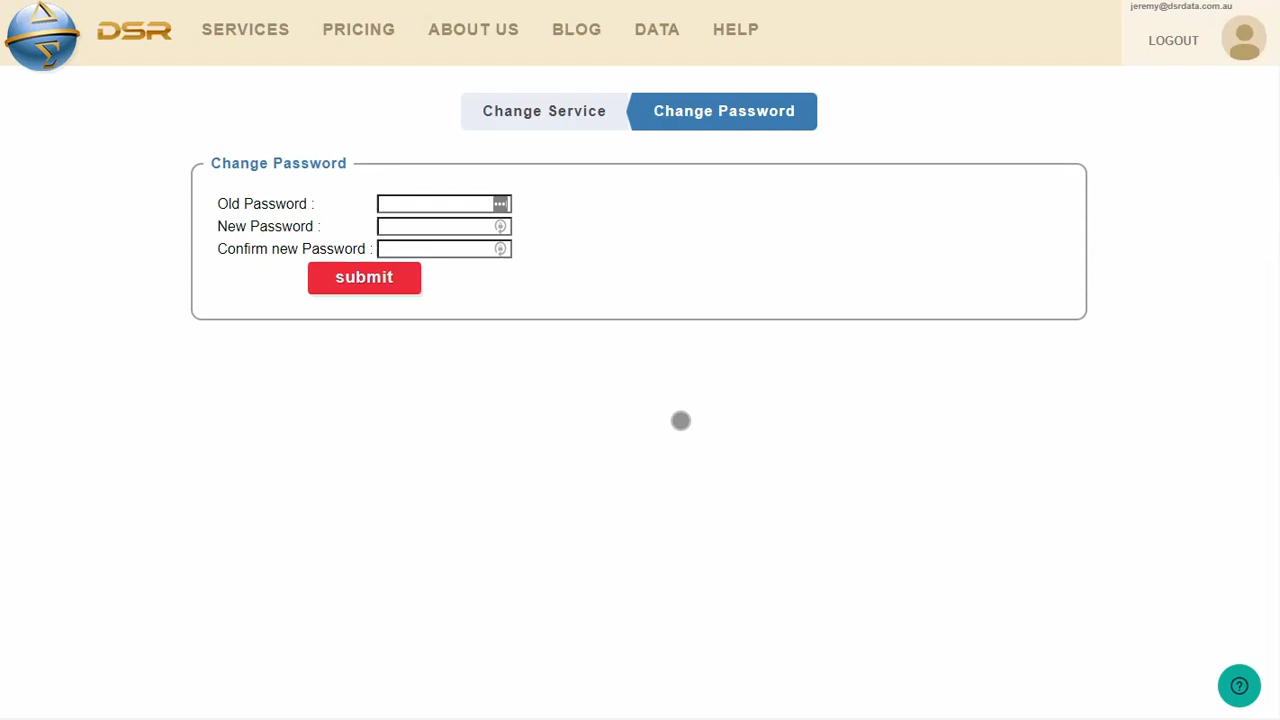 jeremy@dsrdata.com.au
DSR SERVICES PRICING ABOUT US BLOG DATA HELP LOGOUT
Change Service Change Password
Change Password
Old Password :
New Password :
Confirm new Password :
submit